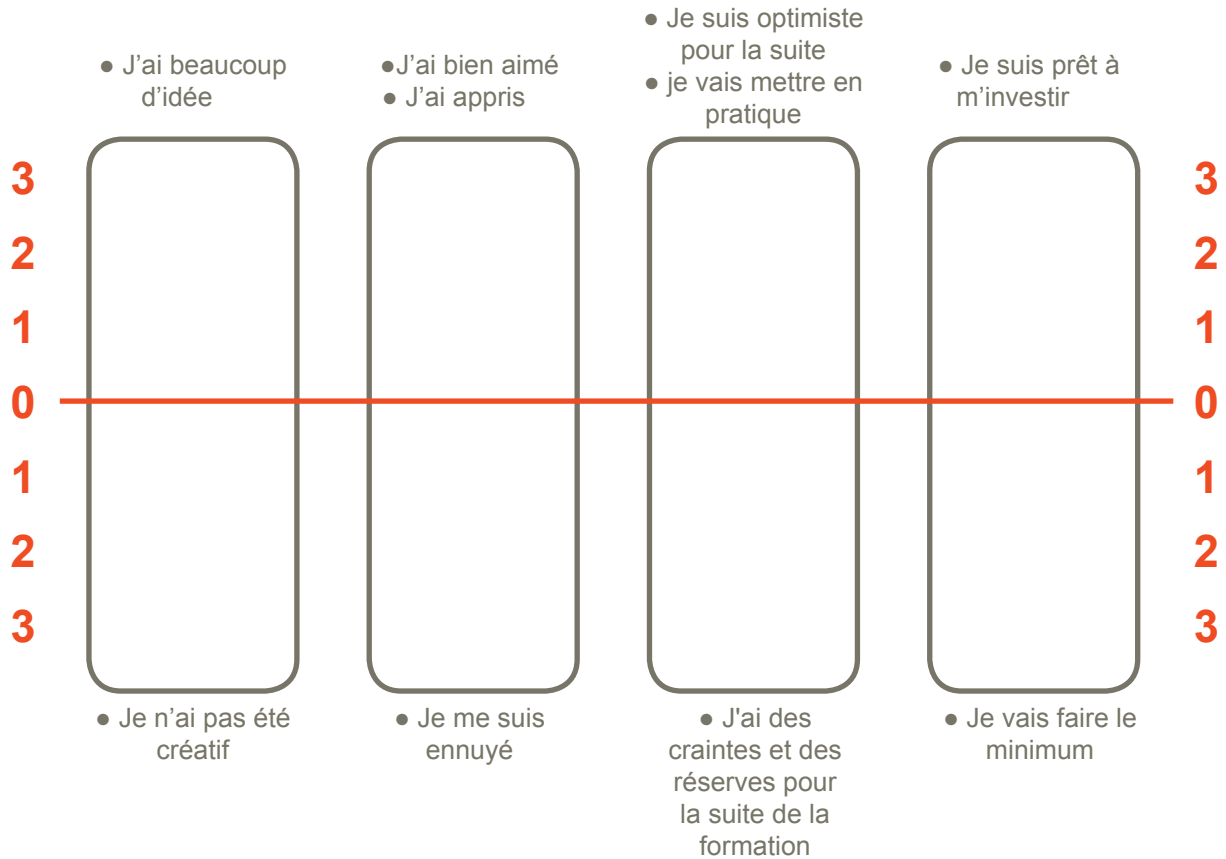 ● J’ai beaucoup
d’idée
●J’ai bien aimé
● J’ai appris
● Je suis optimiste
pour la suite
● je vais mettre en
pratique
● Je suis prêt à
m’investir
3
3
2
2
1
1
0
0
1
1
2
2
3
3
● Je n’ai pas été
créatif
● Je me suis
ennuyé
● J'ai des
craintes et des
réserves pour
la suite de la
formation
● Je vais faire le
minimum